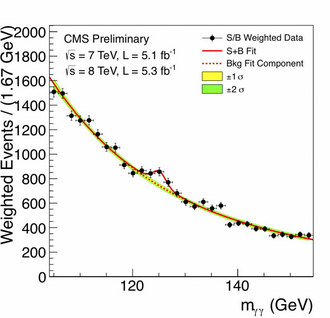 CMS Preliminary
√s = 7 TeV, L = 5.1 fb⁻¹
√s = 8 TeV, L = 5.3 fb⁻¹
S/B Weighted Data
S+B Fit
Bkg Fit Component
±1 σ
±2 σ
Weighted Events / (1.67 GeV)
2000
1800
1600
1400
1200
1000
800
600
400
200
0
120
140
m_γγ (GeV)